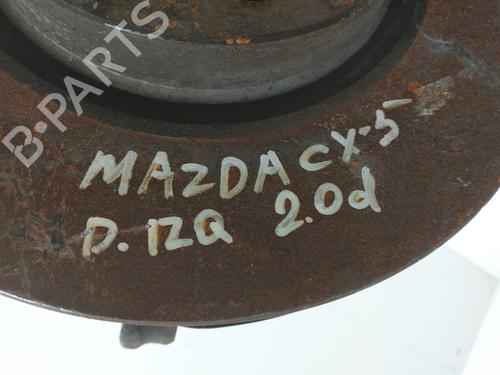 B-PARTS
MAZDA CX-5
D. IZQ 2.0d